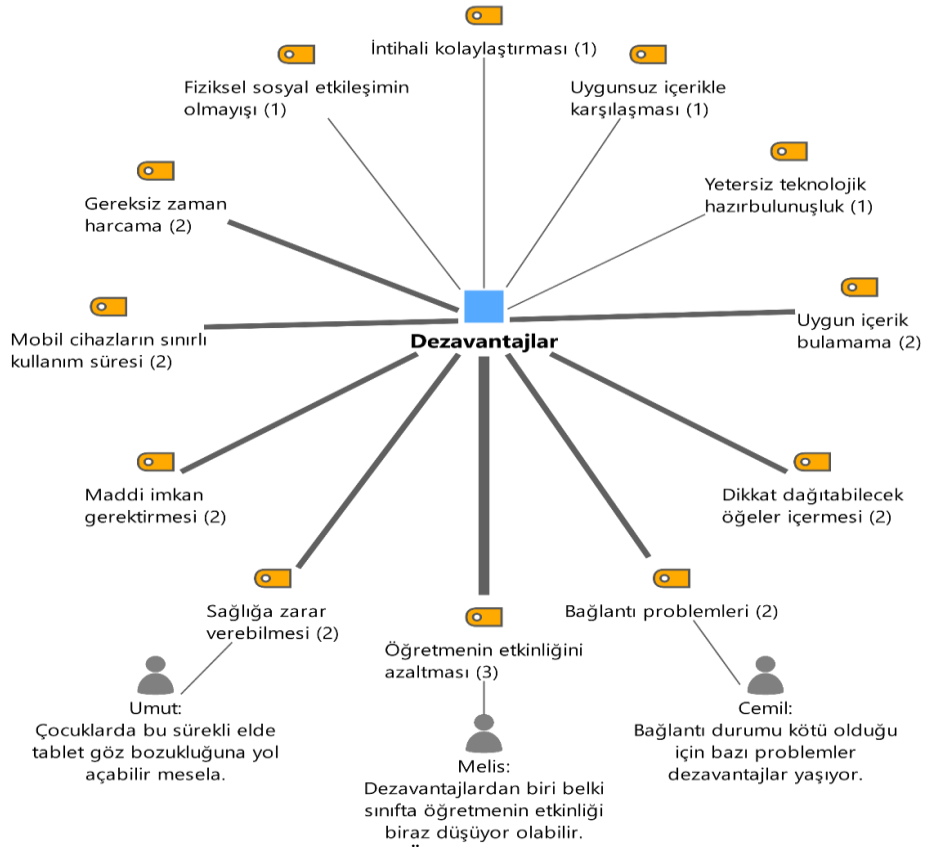 İntihali kolaylaştırması (1)
Fiziksel sosyal etkileşimin
olmayışı (1)
Uygunsuz içerikle
karşılaşması (1)
Gereksiz zaman
harcama (2)
Yetersiz teknolojik
hazırbulunuşluk (1)
Mobil cihazların sınırlı
kullanım süresi (2)
Dezavantajlar
Uygun içerik
bulamama (2)
Maddi imkan
gerektirmesi (2)
Dikkat dağıtabilecek
öğeler içermesi (2)
Sağlığa zarar
verebilmesi (2)
Öğretmenin etkinliğini
azaltması (3)
Bağlantı problemleri (2)
Umut:
Çocuklarda bu sürekli elde
tablet göz bozukluğuna yol
açabilir mesela.
Melis:
Dezavantajlardan biri belki
sınıfta öğretmenin etkinliği
biraz düşüyor olabilir.
Cemil:
Bağlantı durumu kötü olduğu
için bazı problemler
dezavantajlar yaşıyor.